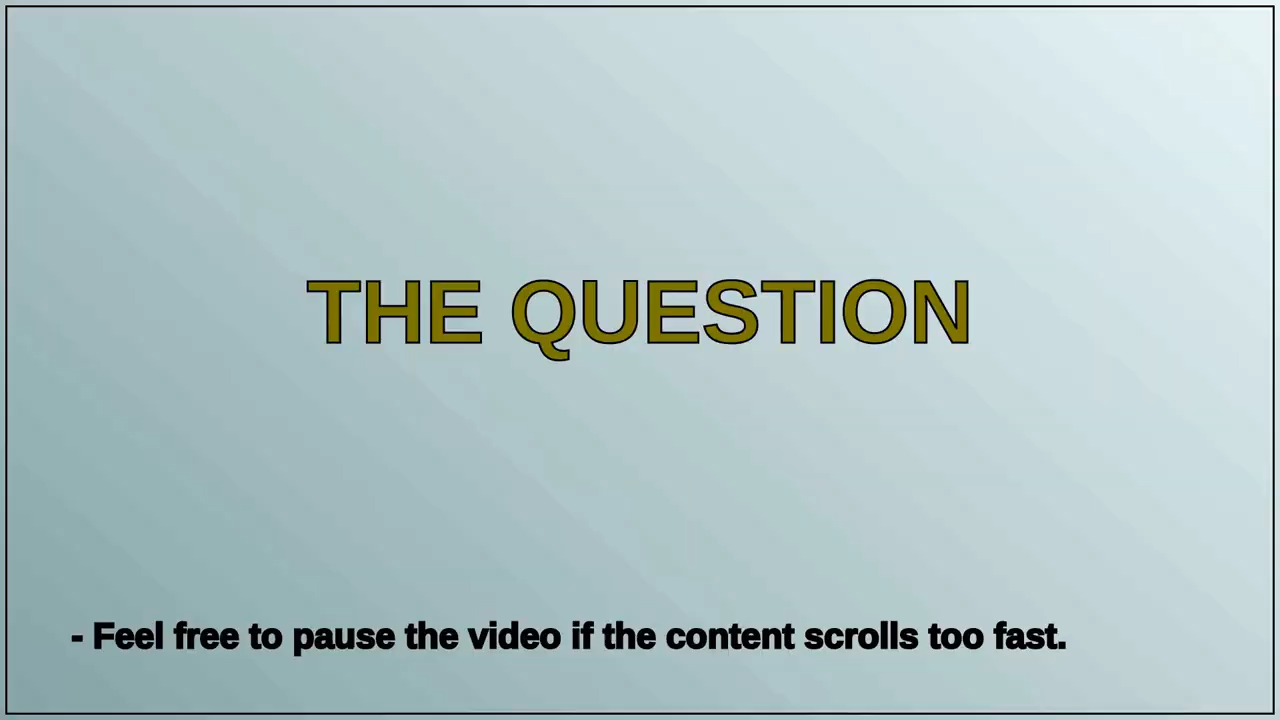 THE QUESTION
- Feel free to pause the video if the content scrolls too fast.